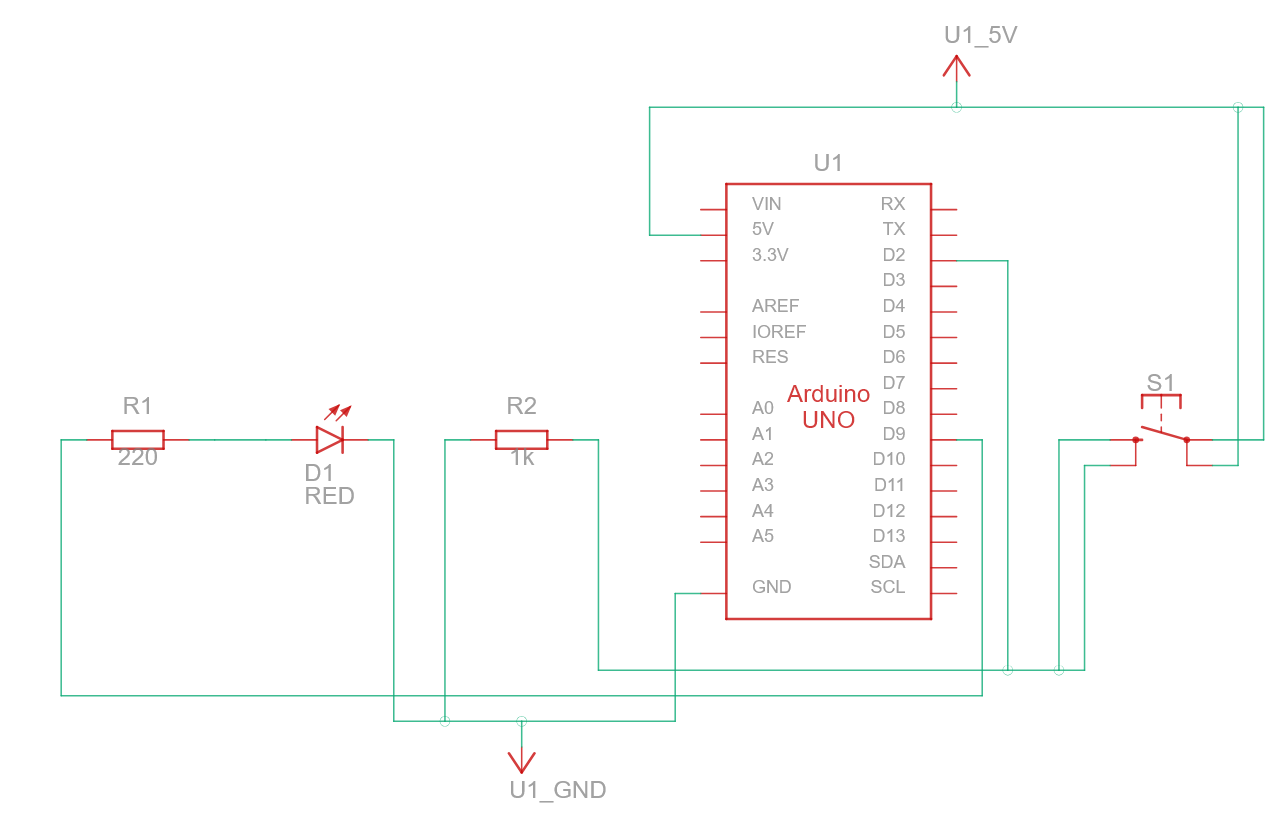 U1_5V
U1
VIN
RX
5V
TX
3.3V
D2
D3
AREF
D4
IOREF
D5
RES
D6
D7
Arduino
UNO
A0
D8
A1
D9
A2
D10
A3
D11
A4
D12
A5
D13
SDA
GND
SCL
S1
R1
220
D1
RED
R2
1k
U1_GND